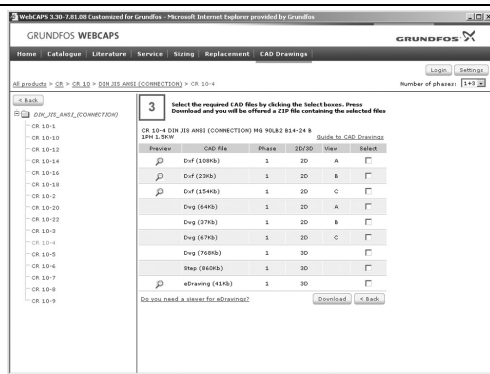 WebCAPS 3.30-7.81.08 Customized for Grundfos - Microsoft Internet Explorer provided by Grundfos
GRUNDFOS WEBCAPS
GRUNDFOS
Home Catalogue Literature Service Sizing Replacement CAD Drawings
Login Settings
All products > CR > CR 10 > DIN JIS ANSI (CONNECTION) > CR 10-4
Number of phases: 1+3
< Back
DIN_JIS_ANSI_(CONNECTION)
CR 10-1
CR 10-10
CR 10-12
CR 10-14
CR 10-16
CR 10-18
CR 10-2
CR 10-20
CR 10-22
CR 10-3
CR 10-4
CR 10-5
CR 10-6
CR 10-7
CR 10-8
CR 10-9
3
Select the required CAD files by clicking the Select boxes. Press
Download and you will be offered a ZIP file containing the selected files
CR 10-4 DIN JIS ANSI (CONNECTION) MG 90LB2 B14-24 B
1PH 1.5KW
Guide to CAD Drawings
Preview CAD file Phase 2D/3D View Select
Dxf (108Kb) 1 2D A
Dxf (23Kb) 1 2D B
Dxf (154Kb) 1 2D C
Dwg (64Kb) 1 2D A
Dwg (37Kb) 1 2D B
Dwg (67Kb) 1 2D C
Dwg (768Kb) 1 3D
Step (860Kb) 1 3D
eDrawing (41Kb) 1 3D
Do you need a viewer for eDrawings?
Download < Back